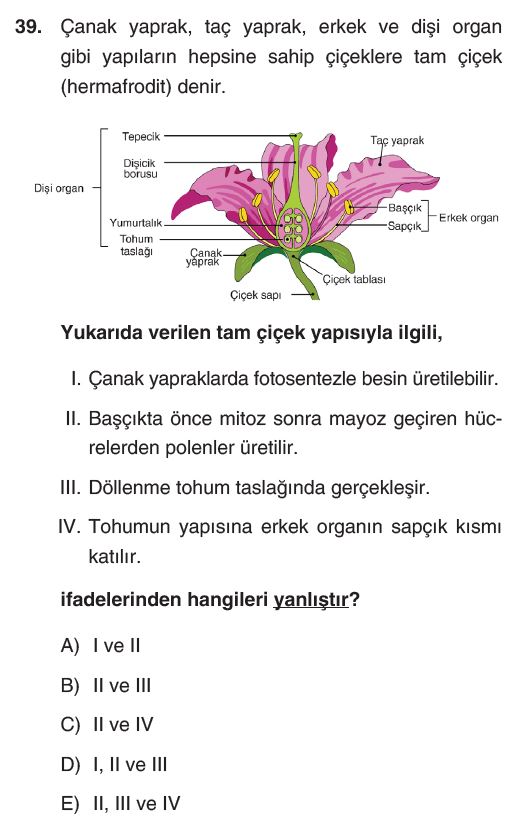 39. Çanak yaprak, taç yaprak, erkek ve dişi organ
gibi yapıların hepsine sahip çiçeklere tam çiçek
(hermafrodit) denir.
Tepecik
Taç yaprak
Dişicik
borusu
Dişi organ
Başçık
Erkek organ
Yumurtalık
Sapçık
Tohum
taslağı
Çanak
yaprak
Çiçek tablası
Çiçek sapı
Yukarıda verilen tam çiçek yapısıyla ilgili,
I. Çanak yapraklarda fotosentezle besin üretilebilir.
II. Başçıkta önce mitoz sonra mayoz geçiren hüc-
relerden polenler üretilir.
III. Döllenme tohum taslağında gerçekleşir.
IV. Tohumun yapısına erkek organın sapçık kısmı
katılır.
ifadelerinden hangileri yanlıştır?
A) I ve II
B) II ve III
C) II ve IV
D) I, II ve III
E) II, III ve IV